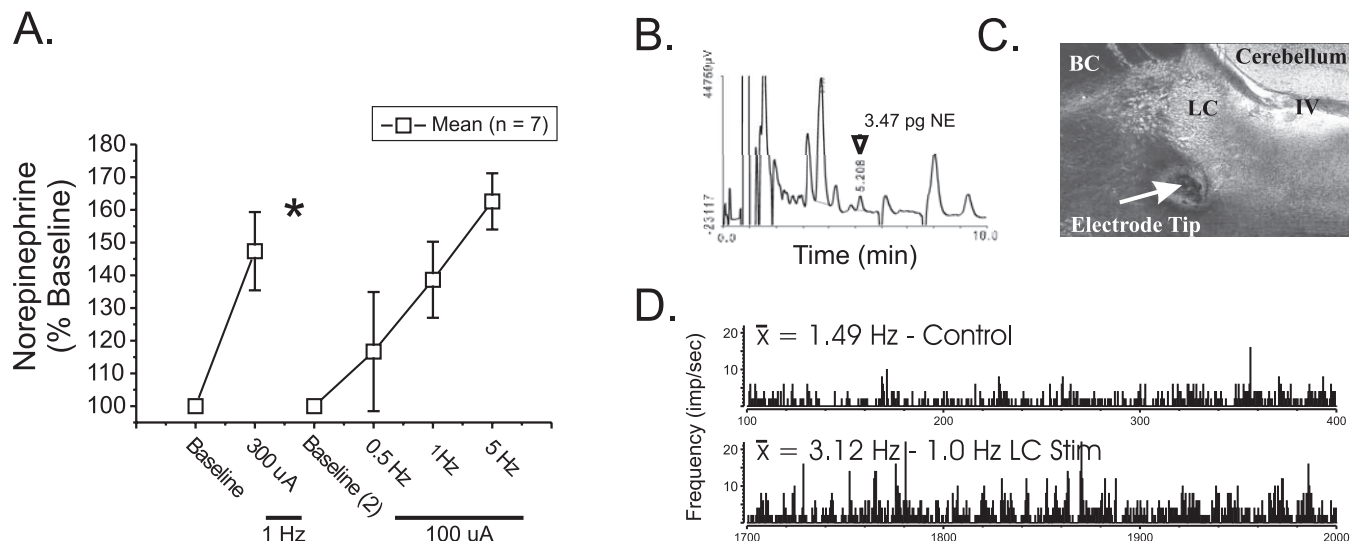 A.
Mean (n = 7)
Norepinephrine
(% Baseline)
180
170
160
150
140
130
120
110
100
*
Baseline
300 uA
Baseline (2)
0.5 Hz
1Hz
5 Hz
1 Hz
100 uA
B.
44750µV
-23117
3.47 pg NE
5.208
0.0
10.0
Time (min)
C.
BC
Cerebellum
LC
IV
Electrode Tip
D.
Frequency (imp/sec)
x̄ = 1.49 Hz - Control
20
10
100
200
300
400
x̄ = 3.12 Hz - 1.0 Hz LC Stim
20
10
1700
1800
1900
2000